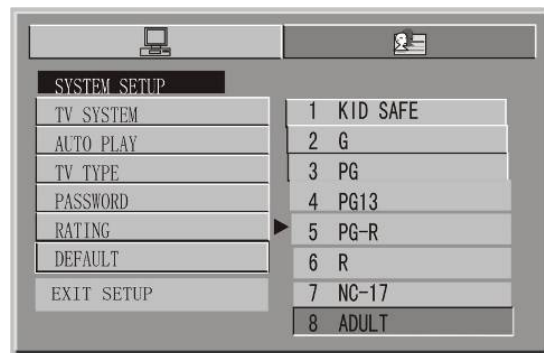 SYSTEM SETUP
TV SYSTEM
AUTO PLAY
TV TYPE
PASSWORD
RATING
DEFAULT
EXIT SETUP
1 KID SAFE
2 G
3 PG
4 PG13
5 PG-R
6 R
7 NC-17
8 ADULT